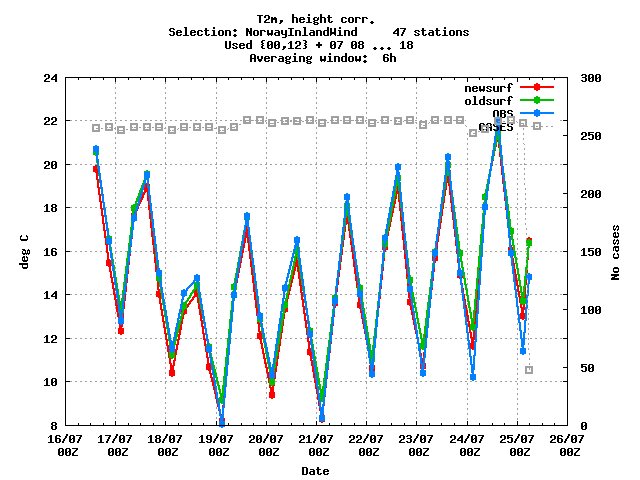 T2m, height corr.
Selection: NorwayInlandWind     47 stations
Used {00,12} + 07 08 ... 18
Averaging window:  6h
24 300
newsurf
oldsurf
22 OBS
CASES 250
20 200
18
deg C 16 150 No cases
14
100
12
10 50
8 0
16/07 17/07 18/07 19/07 20/07 21/07 22/07 23/07 24/07 25/07 26/07
00Z 00Z 00Z 00Z 00Z 00Z 00Z 00Z 00Z 00Z 00Z
Date